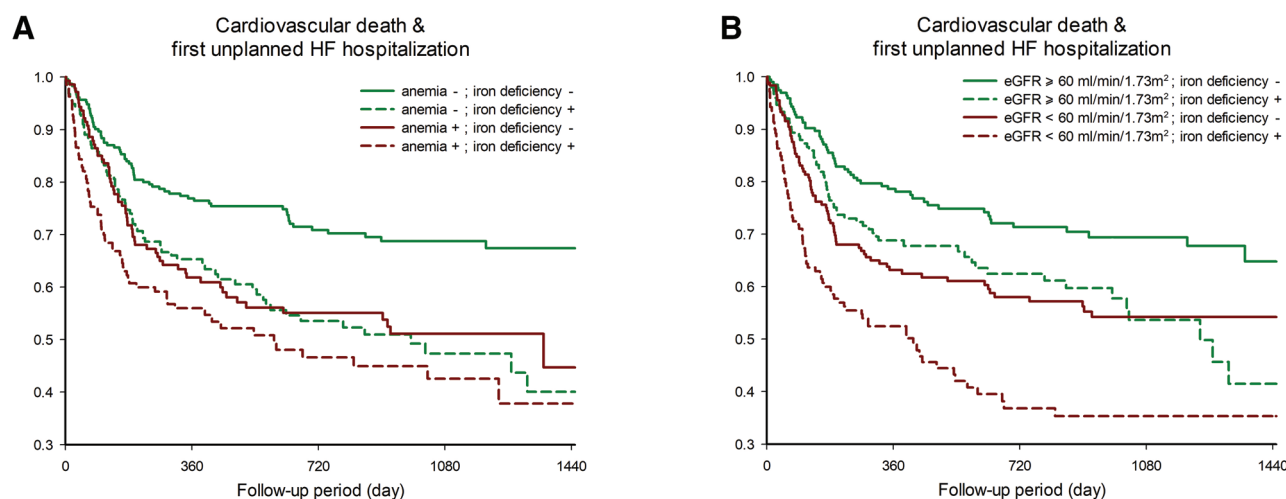 A
Cardiovascular death &
first unplanned HF hospitalization
1.0
0.9
0.8
0.7
0.6
0.5
0.4
0.3
anemia - ; iron deficiency -
anemia - ; iron deficiency +
anemia + ; iron deficiency -
anemia + ; iron deficiency +
0 360 720 1080 1440
Follow-up period (day)
B
Cardiovascular death &
first unplanned HF hospitalization
1.0
0.9
0.8
0.7
0.6
0.5
0.4
0.3
eGFR ⩾ 60 ml/min/1.73m² ; iron deficiency -
eGFR ⩾ 60 ml/min/1.73m² ; iron deficiency +
eGFR < 60 ml/min/1.73m² ; iron deficiency -
eGFR < 60 ml/min/1.73m² ; iron deficiency +
0 360 720 1080 1440
Follow-up period (day)